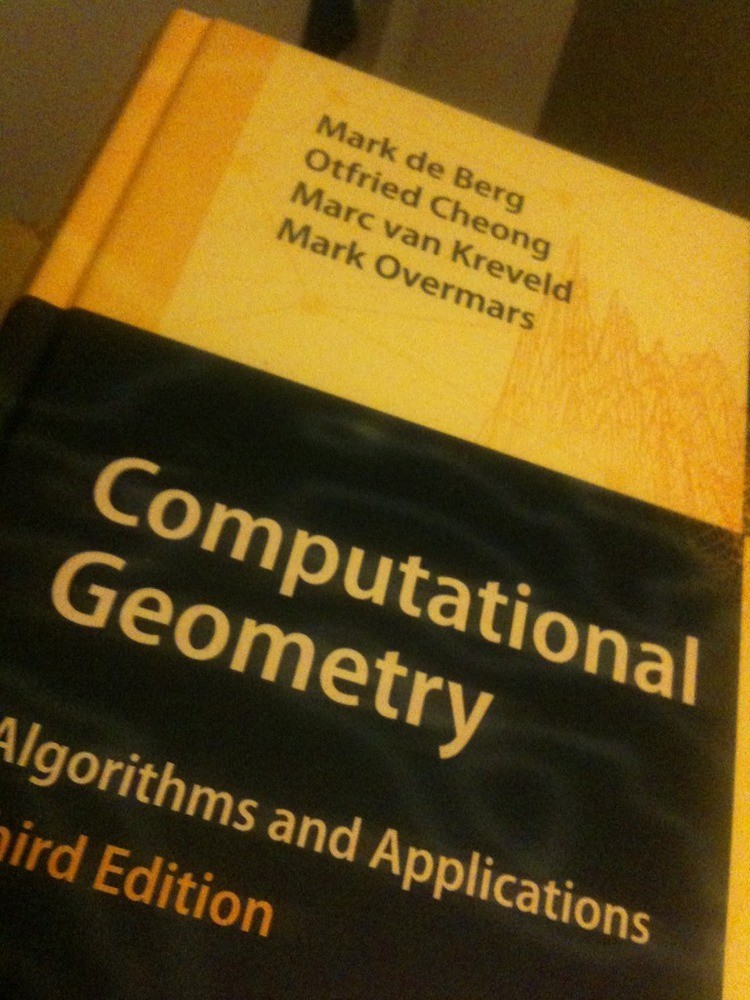 Mark de Berg
Otfried Cheong
Marc van Kreveld
Mark Overmars
Computational
Geometry
Algorithms and Applications
hird Edition